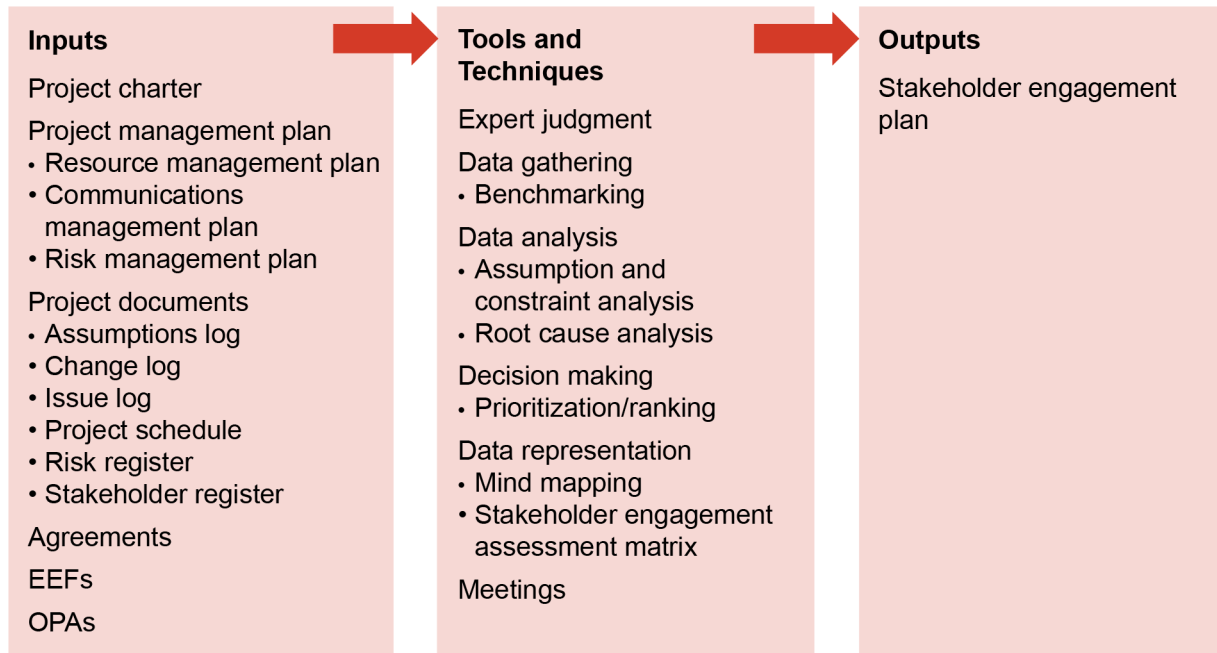 Inputs
Project charter
Project management plan
• Resource management plan
• Communications
management plan
• Risk management plan
Project documents
• Assumptions log
• Change log
• Issue log
• Project schedule
• Risk register
• Stakeholder register
Agreements
EEFs
OPAs
Tools and
Techniques
Expert judgment
Data gathering
• Benchmarking
Data analysis
• Assumption and
constraint analysis
• Root cause analysis
Decision making
• Prioritization/ranking
Data representation
• Mind mapping
• Stakeholder engagement
assessment matrix
Meetings
Outputs
Stakeholder engagement
plan